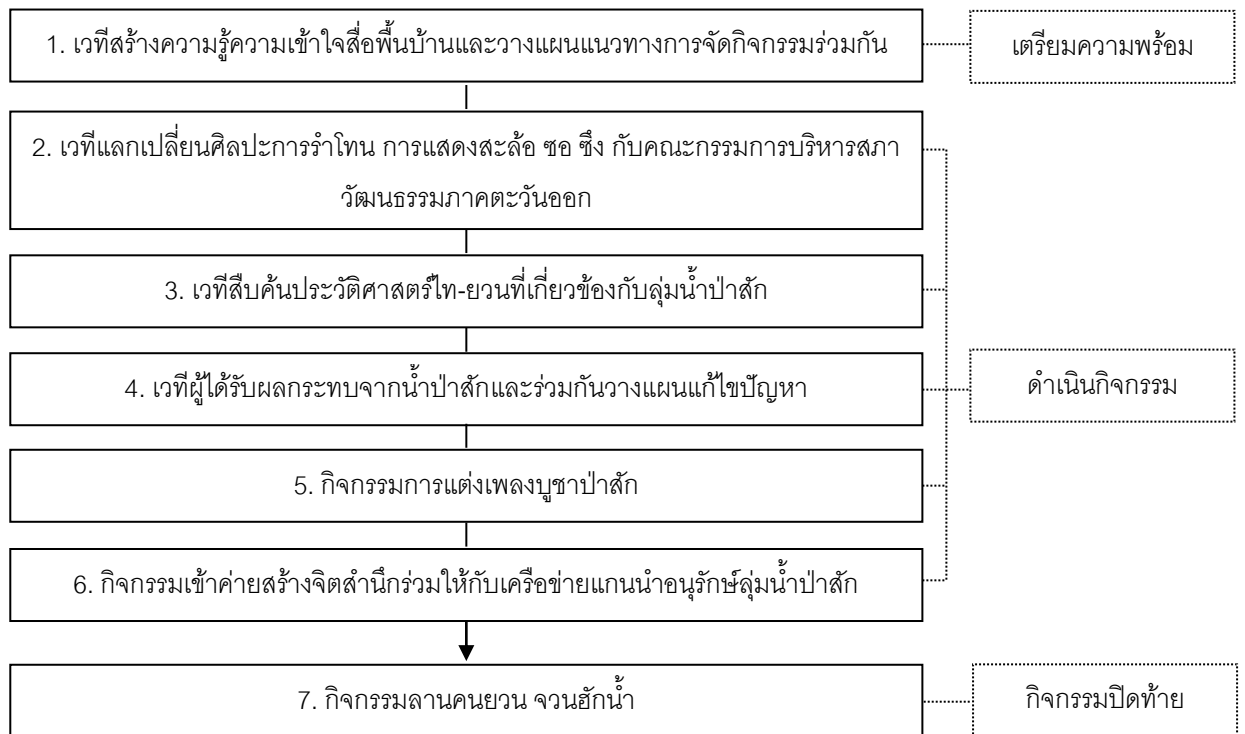 1. เวทีสร้างความรู้ความเข้าใจสื่อพื้นบ้านและวางแผนแนวทางการจัดกิจกรรมร่วมกัน
เตรียมความพร้อม
2. เวทีแลกเปลี่ยนศิลปะการรำโทน การแสดงสะล้อ ซอ ซึง กับคณะกรรมการบริหารสภา
วัฒนธรรมภาคตะวันออก
3. เวทีสืบค้นประวัติศาสตร์ไท-ยวนที่เกี่ยวข้องกับลุ่มน้ำป่าสัก
4. เวทีผู้ได้รับผลกระทบจากน้ำป่าสักและร่วมกันวางแผนแก้ไขปัญหา
ดำเนินกิจกรรม
5. กิจกรรมการแต่งเพลงบูชาป่าสัก
6. กิจกรรมเข้าค่ายสร้างจิตสำนึกร่วมให้กับเครือข่ายแกนนำอนุรักษ์ลุ่มน้ำป่าสัก
7. กิจกรรมลานคนยวน จวนฮักน้ำ
กิจกรรมปิดท้าย